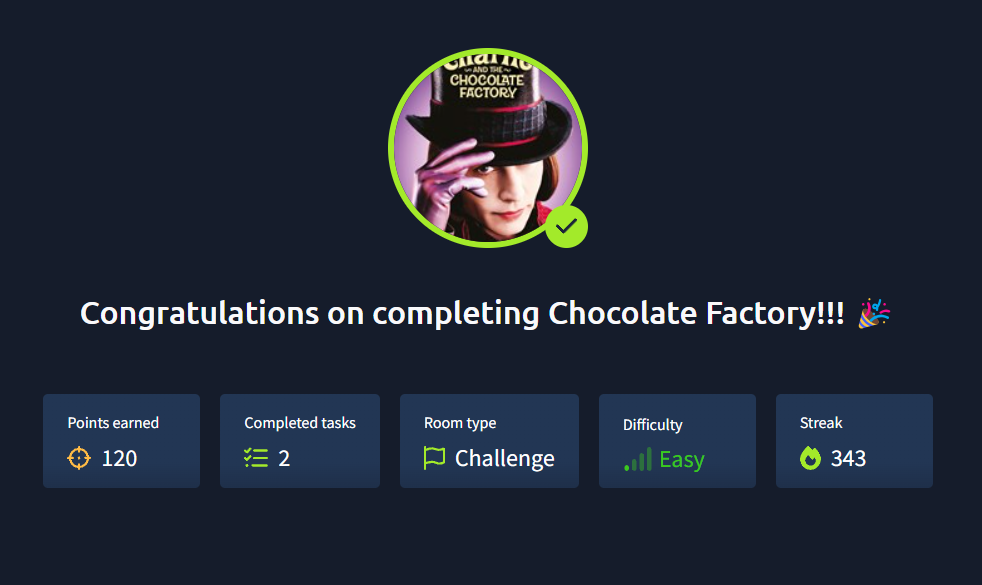 Charlie
AND THE
CHOCOLATE
FACTORY
Congratulations on completing Chocolate Factory!!! 🎉
Points earned
120
Completed tasks
2
Room type
Challenge
Difficulty
Easy
Streak
343